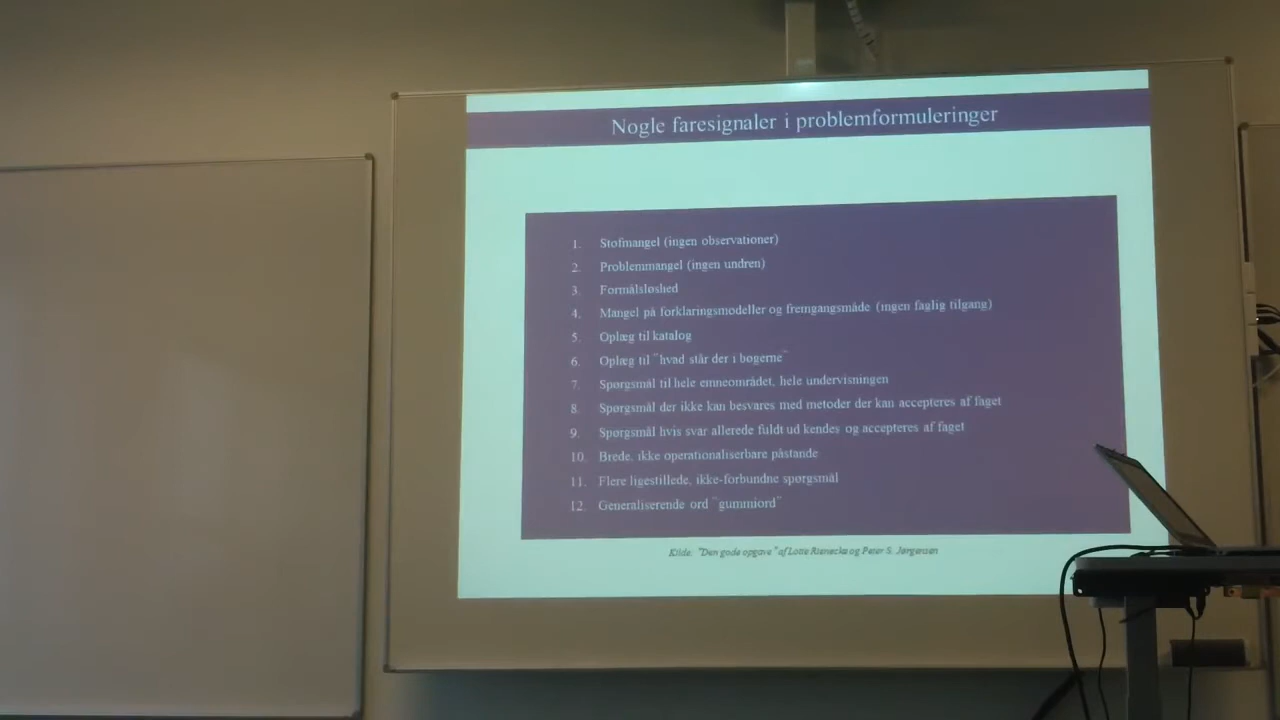 Nogle faresignaler i problemformuleringer
1. Stofmangel (ingen observationer)
2. Problemmangel (ingen undren)
3. Formålsløshed
4. Mangel på forklaringsmodeller og fremgangsmåde (ingen faglig tilgang)
5. Oplæg til katalog
6. Oplæg til "hvad står der i bøgerne"
7. Spørgsmål til hele emneområdet, hele undervisningen
8. Spørgsmål der ikke kan besvares med metoder der kan accepteres af faget
9. Spørgsmål hvis svar allerede fuldt ud kendes og accepteres af faget
10. Brede, ikke operationaliserbare påstande
11. Flere ligestillede, ikke-forbundne spørgsmål
12. Generaliserende ord "gummiord"
Kilde: "Den gode opgave" af Lotte Rienecke og Peter S. Jørgensen